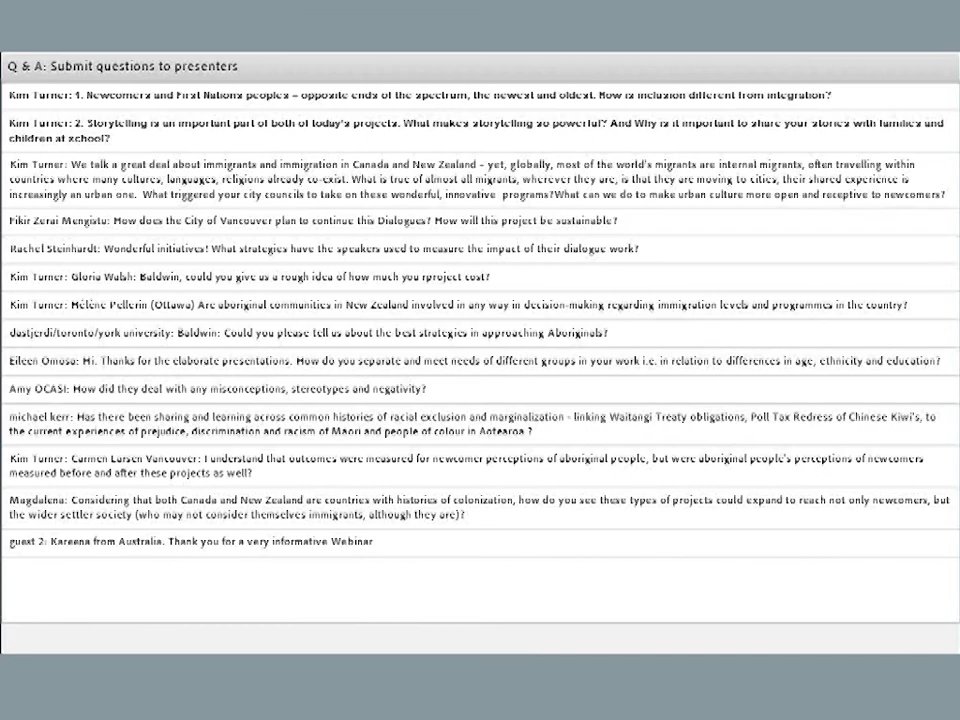 Q & A: Submit questions to presenters
Kim Turner: 1. Newcomers and First Nations peoples – opposite ends of the spectrum, the newest and oldest. How is inclusion different from integration?
Kim Turner: 2. Storytelling is an important part of both of today's projects. What makes storytelling so powerful? And Why is it important to share your stories with families and
children at school?
Kim Turner: We talk a great deal about immigrants and immigration in Canada and New Zealand – yet, globally, most of the world's migrants are internal migrants, often travelling within
countries where many cultures, languages, religions already co-exist. What is true of almost all migrants, wherever they are, is that they are moving to cities, their shared experience is
increasingly an urban one.  What triggered your city councils to take on these wonderful, innovative  programs?What can we do to make urban culture more open and receptive to newcomers?
Fikir Zerai Mengistu: How does the City of Vancouver plan to continue this Dialogues? How will this project be sustainable?
Rachel Steinhardt: Wonderful initiatives! What strategies have the speakers used to measure the impact of their dialogue work?
Kim Turner: Gloria Walsh: Baldwin, could you give us a rough idea of how much you rproject cost?
Kim Turner: Hélène Pellerin (Ottawa) Are aboriginal communities in New Zealand involved in any way in decision-making regarding immigration levels and programmes in the country?
dastjerdi/toronto/york university: Baldwin: Could you please tell us about the best strategies in approaching Aboriginals?
Eileen Omosa: Hi. Thanks for the elaborate presentations. How do you separate and meet needs of different groups in your work i.e. in relation to differences in age, ethnicity and education?
Amy OCASI: How did they deal with any misconceptions, stereotypes and negativity?
michael kerr: Has there been sharing and learning across common histories of racial exclusion and marginalization - linking Waitangi Treaty obligations, Poll Tax Redress of Chinese Kiwi's, to
the current experiences of prejudice, discrimination and racism of Maori and people of colour in Aotearoa ?
Kim Turner: Carmen Larsen Vancouver: I understand that outcomes were measured for newcomer perceptions of aboriginal people, but were aboriginal people's perceptions of newcomers
measured before and after these projects as well?
Magdalena: Considering that both Canada and New Zealand are countries with histories of colonization, how do you see these types of projects could expand to reach not only newcomers, but
the wider settler society (who may not consider themselves immigrants, although they are)?
guest 2: Kareena from Australia. Thank you for a very informative Webinar